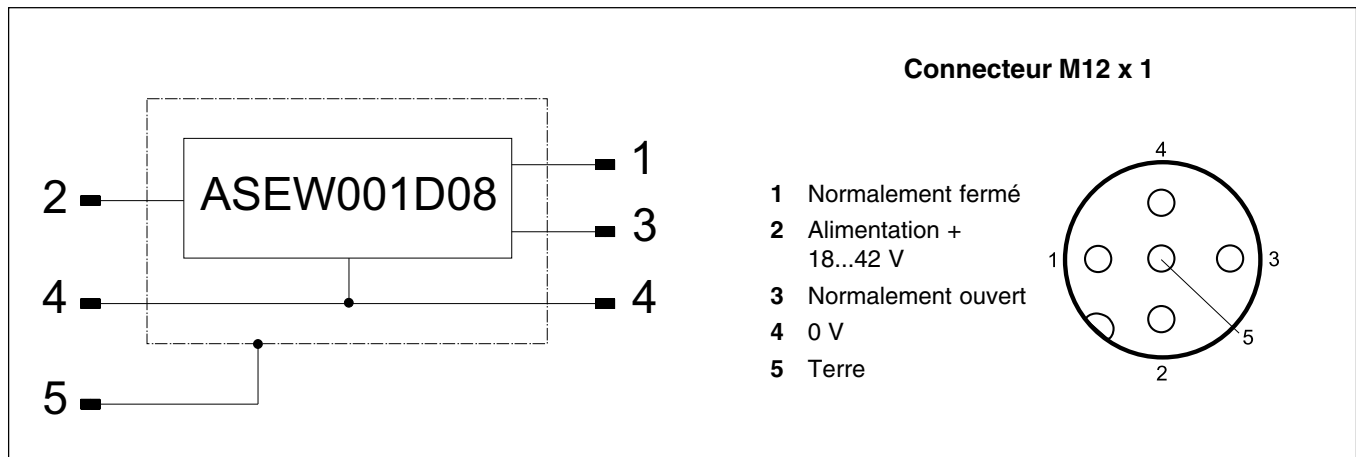 ASEW001D08
2
4
5
1
3
4
Connecteur M12 x 1
1 Normalement fermé
2 Alimentation +
18...42 V
3 Normalement ouvert
4 0 V
5 Terre
4
1
3
5
2